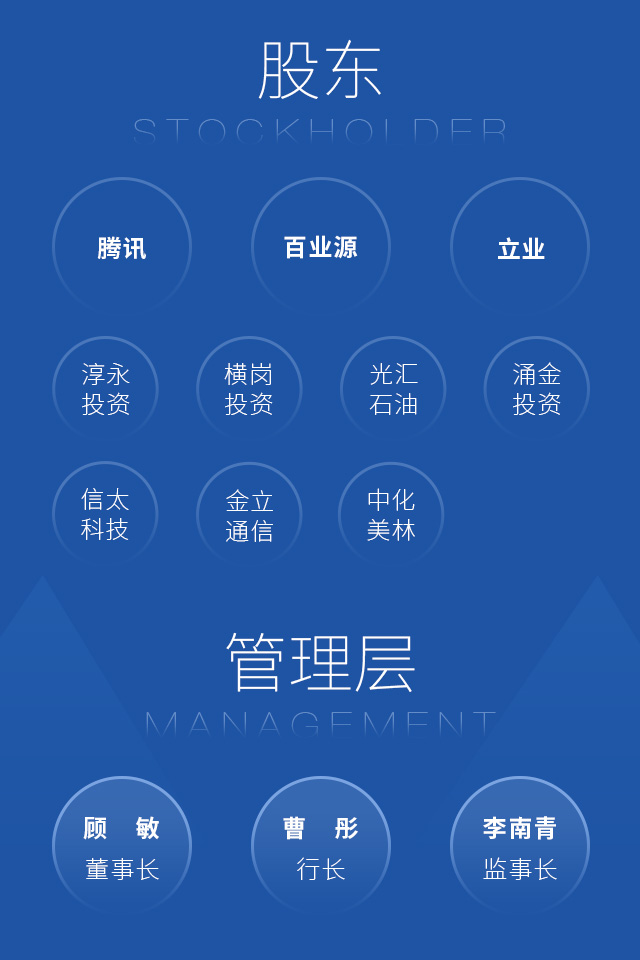 股东
STOCKHOLDER
腾讯 百业源 立业
淳永 横岗 光汇 涌金
投资 投资 石油 投资
信太 金立 中化
科技 通信 美林
管理层
MANAGEMENT
顾 敏 曹 彤 李南青
董事长 行长 监事长